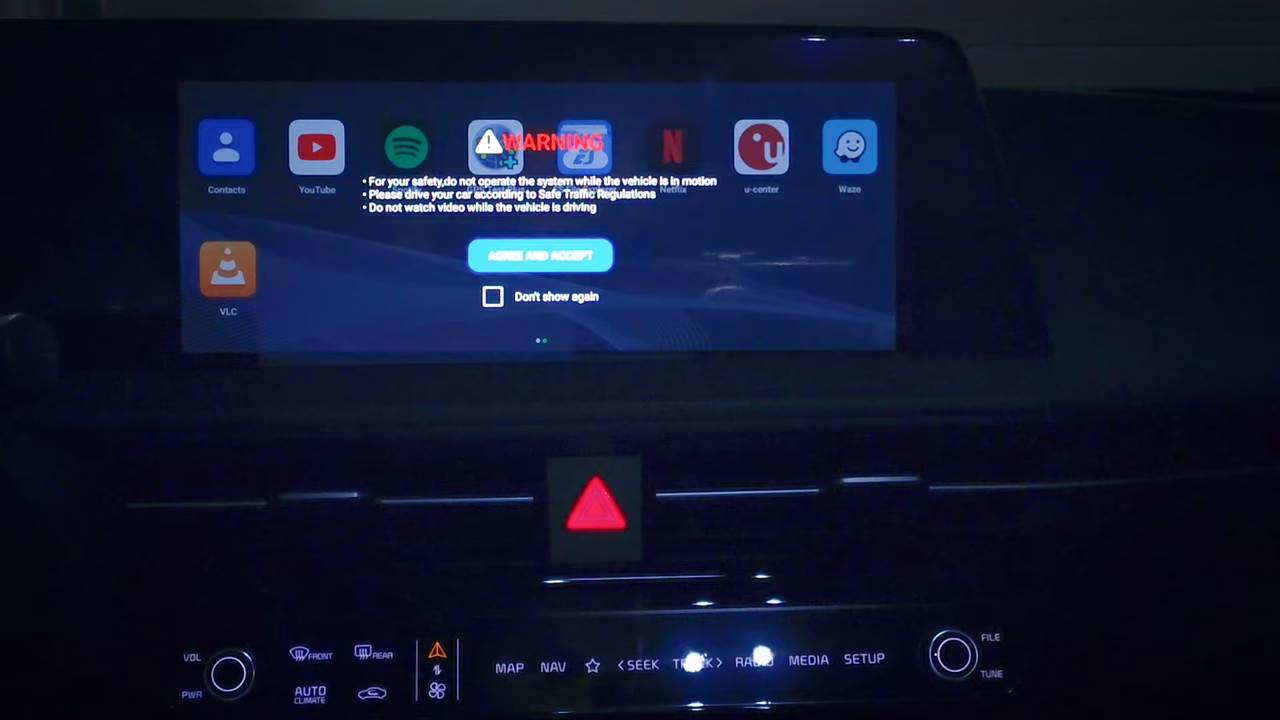 WARNING
Contacts
YouTube
Netflix
u-center
Waze
• For your safety,do not operate the system while the vehicle is in motion
• Please drive your car according to Safe Traffic Regulations
• Do not watch video while the vehicle is driving
AGREE AND ACCEPT
Don't show again
VLC
VOL
PWR
FRONT
REAR
AUTO
CLIMATE
MAP
NAV
< SEEK
TRACK >
RADIO
MEDIA
SETUP
FILE
TUNE